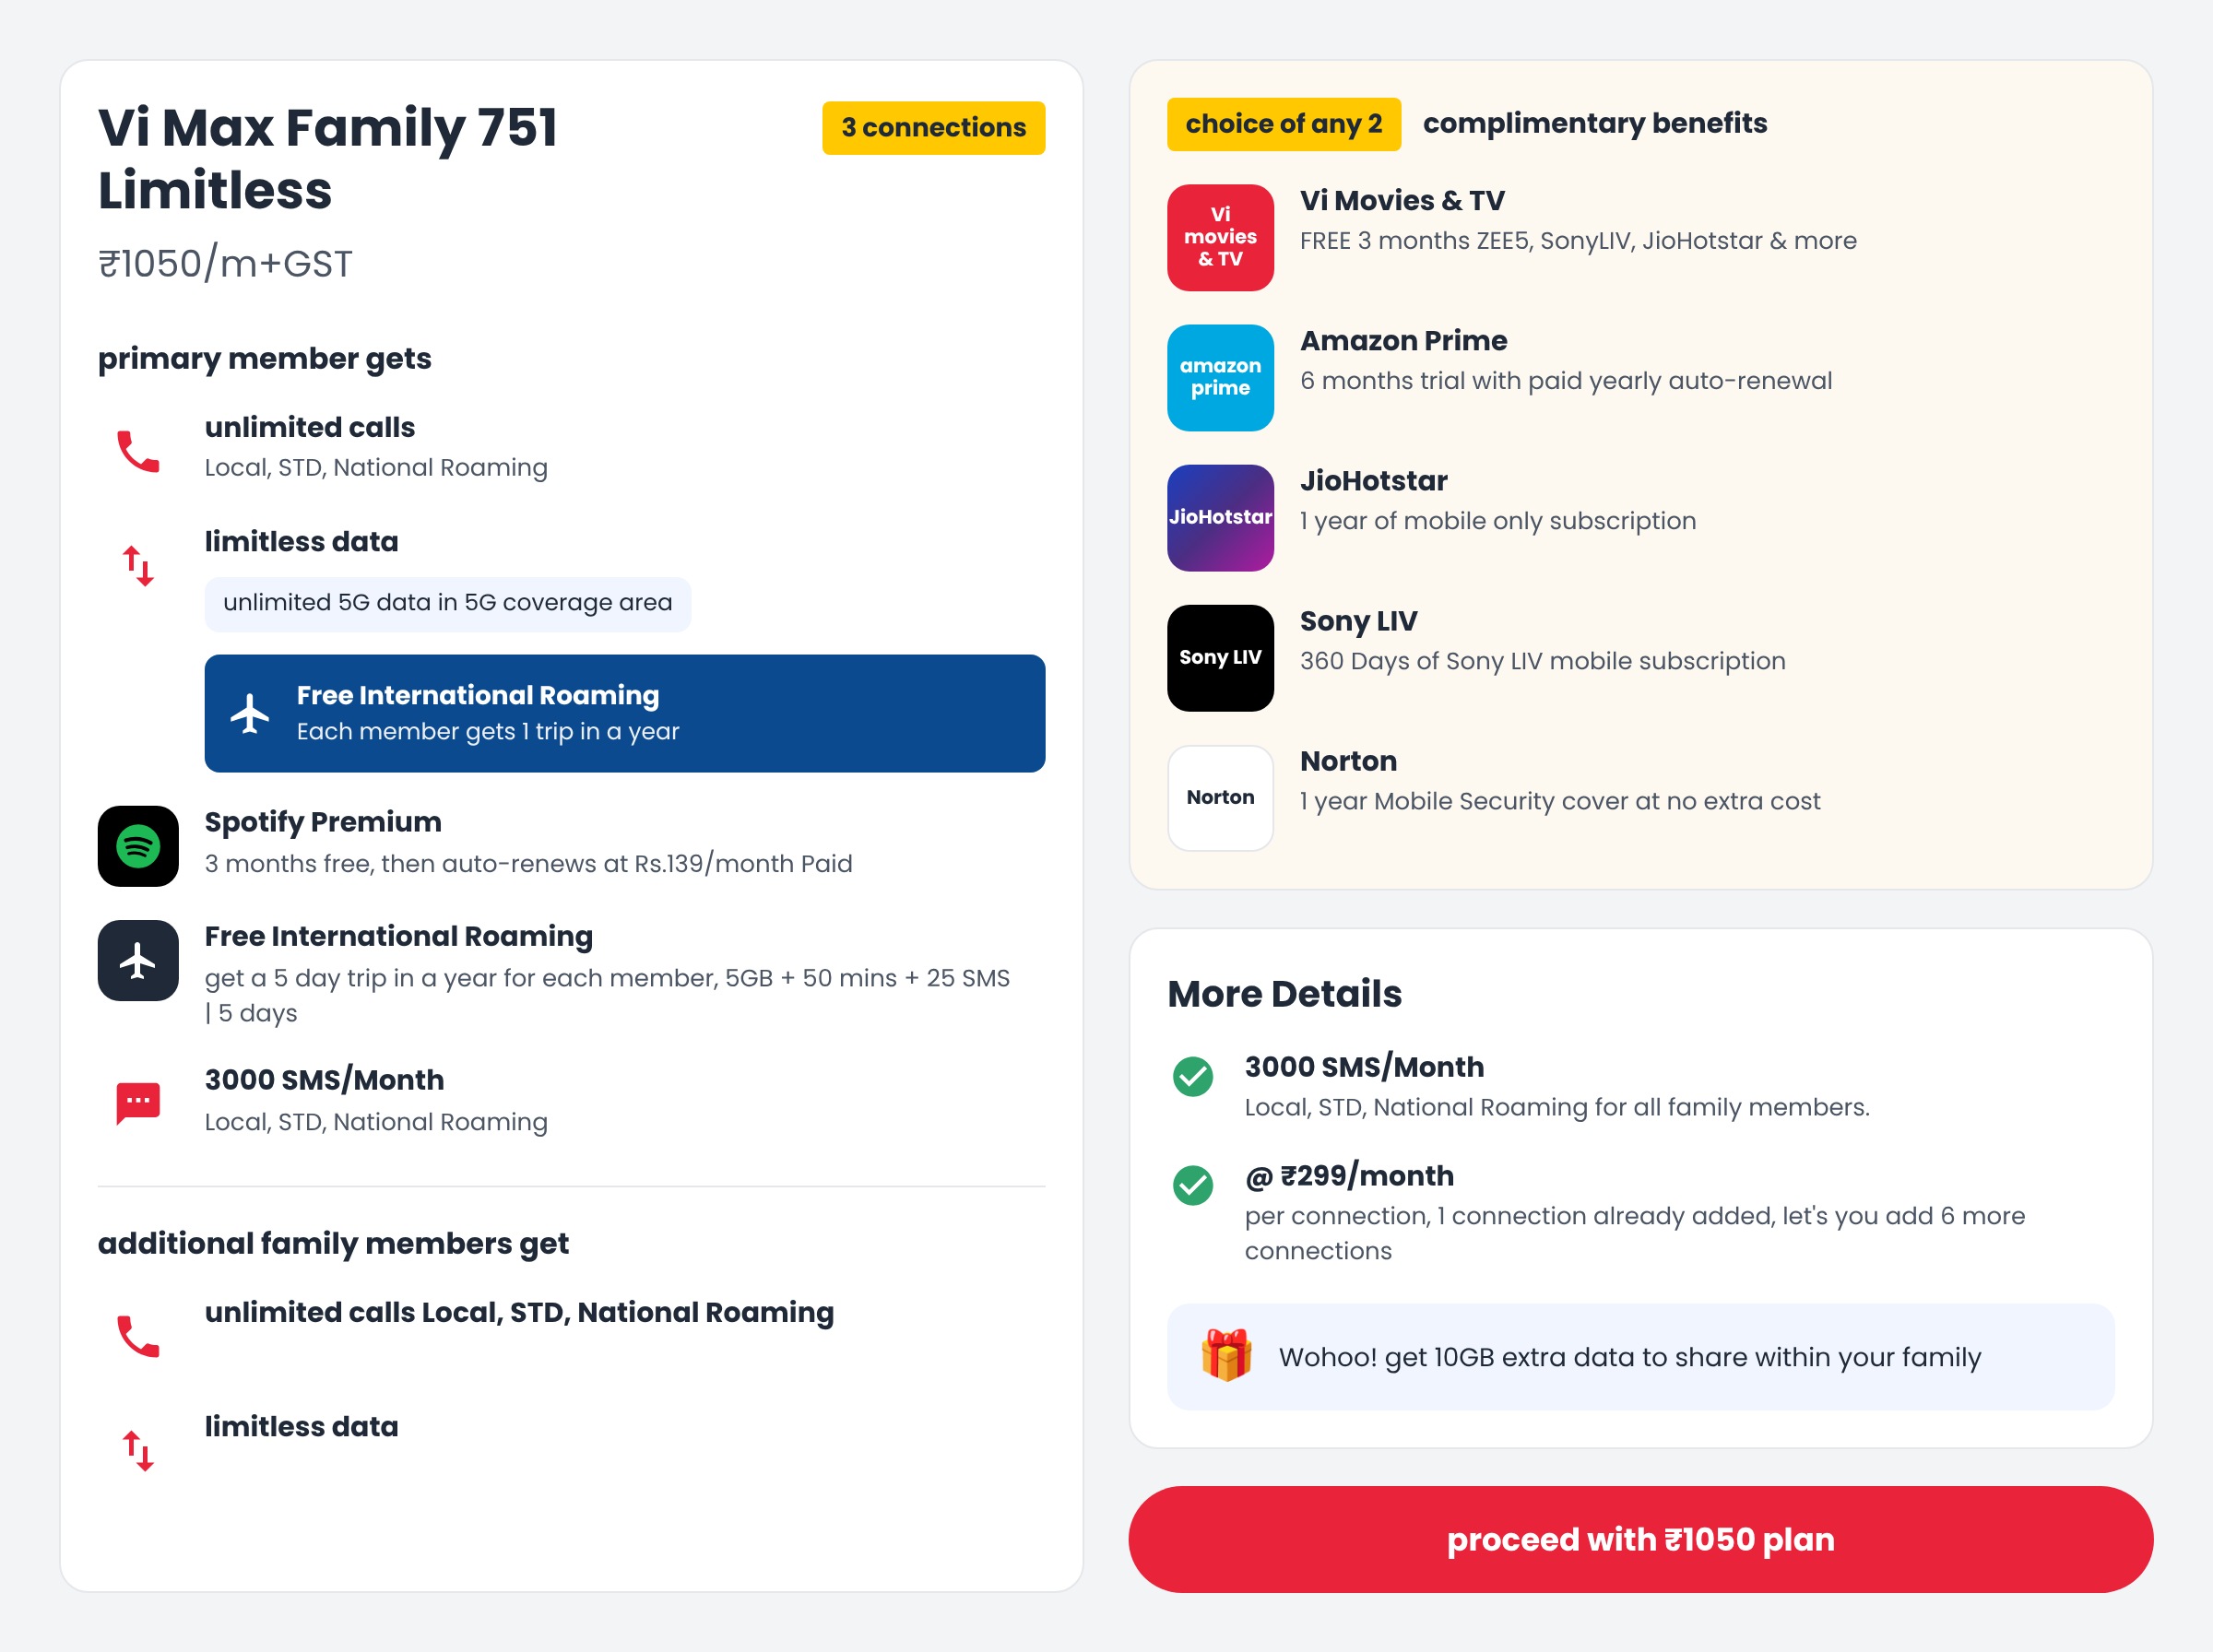 Vi Max Family 751
Limitless
3 connections
₹1050/m+GST
primary member gets
unlimited calls
Local, STD, National Roaming
limitless data
unlimited 5G data in 5G coverage area
Free International Roaming
Each member gets 1 trip in a year
Spotify Premium
3 months free, then auto-renews at Rs.139/month Paid
Free International Roaming
get a 5 day trip in a year for each member, 5GB + 50 mins + 25 SMS
| 5 days
3000 SMS/Month
Local, STD, National Roaming
additional family members get
unlimited calls Local, STD, National Roaming
limitless data
choice of any 2 complimentary benefits
Vi
movies
& TV
Vi Movies & TV
FREE 3 months ZEE5, SonyLIV, JioHotstar & more
amazon
prime
Amazon Prime
6 months trial with paid yearly auto-renewal
JioHotstar
JioHotstar
1 year of mobile only subscription
Sony LIV
Sony LIV
360 Days of Sony LIV mobile subscription
Norton
Norton
1 year Mobile Security cover at no extra cost
More Details
3000 SMS/Month
Local, STD, National Roaming for all family members.
@ ₹299/month
per connection, 1 connection already added, let's you add 6 more
connections
Wohoo! get 10GB extra data to share within your family
proceed with ₹1050 plan